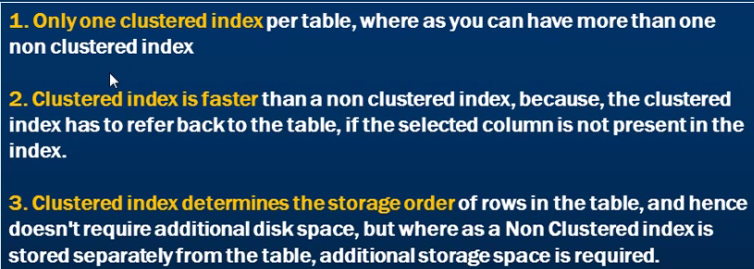 1. Only one clustered index per table, where as you can have more than one
non clustered index
2. Clustered index is faster than a non clustered index, because, the clustered
index has to refer back to the table, if the selected column is not present in the
index.
3. Clustered index determines the storage order of rows in the table, and hence
doesn't require additional disk space, but where as a Non Clustered index is
stored separately from the table, additional storage space is required.